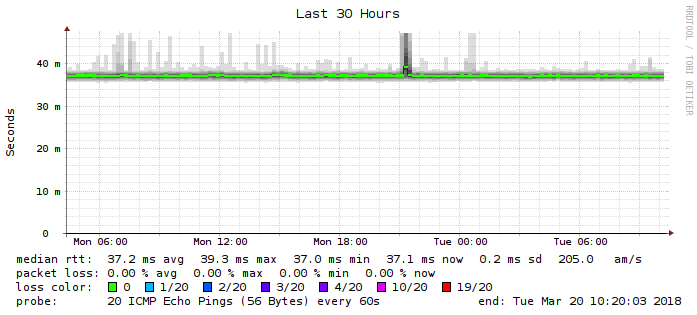 Last 30 Hours
RRDTOOL / TOBI OETIKER
Seconds
40 m
30 m
20 m
10 m
0
Mon 06:00 Mon 12:00 Mon 18:00 Tue 00:00 Tue 06:00
median rtt: 37.2 ms avg 39.3 ms max 37.0 ms min 37.1 ms now 0.2 ms sd 205.0 am/s
packet loss: 0.00 % avg 0.00 % max 0.00 % min 0.00 % now
loss color: 0 1/20 2/20 3/20 4/20 10/20 19/20
probe: 20 ICMP Echo Pings (56 Bytes) every 60s end: Tue Mar 20 10:20:03 2018